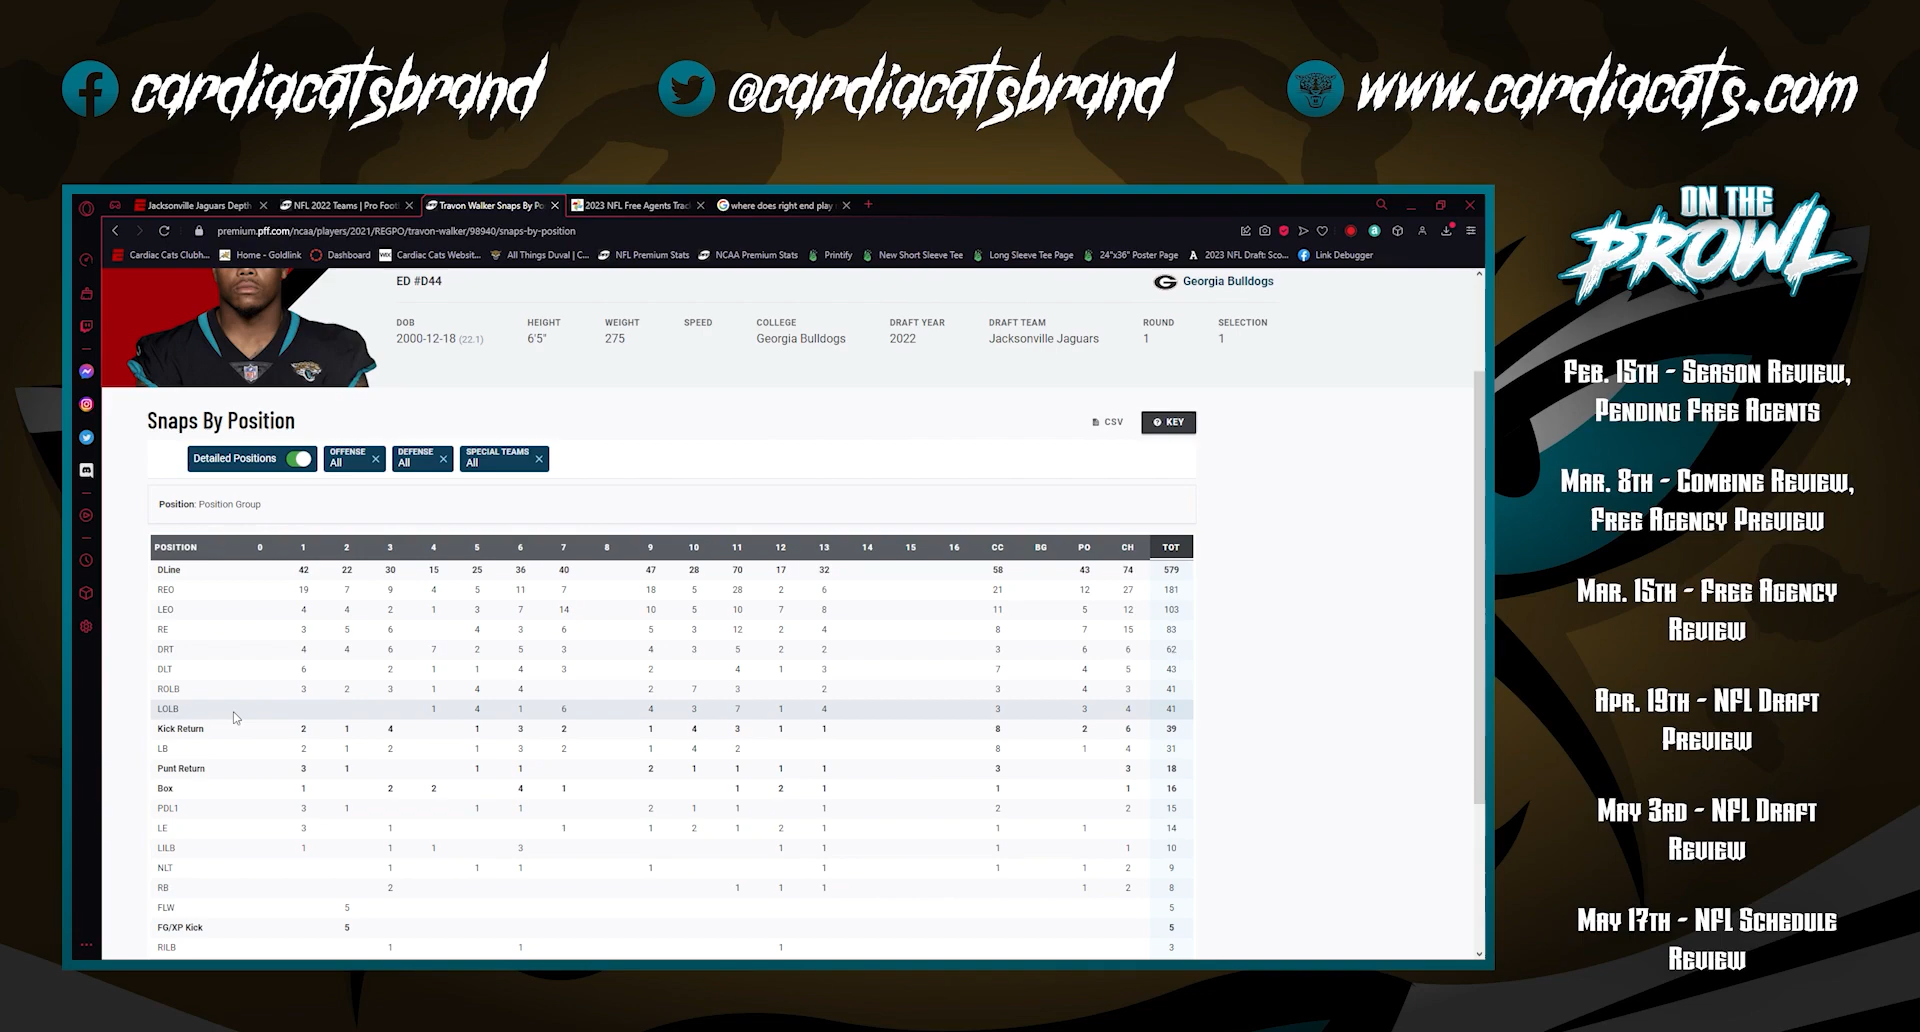 cardiacatsbrand @cardiacatsbrand www.cardiacats.com
Jacksonville Jaguars Depth NFL 2022 Teams | Pro Foot Travon Walker Snaps By Po 2023 NFL Free Agents Trac where does right end play
premium.pff.com/ncaa/players/2021/REGPO/travon-walker/98940/snaps-by-position
Cardiac Cats Clubh... Home - Goldlink Dashboard WIX Cardiac Cats Websit... All Things Duval | C... NFL Premium Stats NCAA Premium Stats Printify New Short Sleeve Tee Long Sleeve Tee Page 24"x36" Poster Page 2023 NFL Draft: Sco... Link Debugger
ED #D44 Georgia Bulldogs
DOB HEIGHT WEIGHT SPEED COLLEGE DRAFT YEAR DRAFT TEAM ROUND SELECTION
2000-12-18 (22.1) 6'5" 275 Georgia Bulldogs 2022 Jacksonville Jaguars 1 1
Snaps By Position CSV KEY
Detailed Positions OFFENSE All DEFENSE All SPECIAL TEAMS All
Position: Position Group
POSITION 0 1 2 3 4 5 6 7 8 9 10 11 12 13 14 15 16 CC BG PO CH TOT
DLine 42 22 30 15 25 36 40 47 28 70 17 32 58 43 74 579
REO 19 7 9 4 5 11 7 18 5 28 2 6 21 12 27 181
LEO 4 4 2 1 3 7 14 10 5 10 7 8 11 5 12 103
RE 3 5 6 4 3 6 5 3 12 2 4 8 7 15 83
DRT 4 4 6 7 2 5 3 4 3 5 2 2 3 6 6 62
DLT 6 2 1 1 4 3 2 4 1 3 7 4 5 43
ROLB 3 2 3 1 4 4 2 7 3 2 3 4 3 41
LOLB 1 4 1 6 4 3 7 1 4 3 3 4 41
Kick Return 2 1 4 1 3 2 1 4 3 1 1 8 2 6 39
LB 2 1 2 1 3 2 1 4 2 8 1 4 31
Punt Return 3 1 1 1 2 1 1 1 1 3 3 18
Box 1 2 2 4 1 1 2 1 1 1 16
PDL1 3 1 1 1 2 1 1 1 2 2 15
LE 3 1 1 1 2 1 2 1 1 1 14
LILB 1 1 1 3 1 1 1 1 10
NLT 1 1 1 1 1 1 1 2 9
RB 2 1 1 1 1 2 8
FLW 5 5
FG/XP Kick 5 5
RILB 1 1 1 3
ON THE
PROWL
Feb. 15th - Season Review,
Pending Free Agents
Mar. 8th - Combine Review,
Free Agency Preview
Mar. 15th - Free Agency
Review
Apr. 19th - NFL Draft
Preview
May 3rd - NFL Draft
Review
May 17th - NFL Schedule
Review